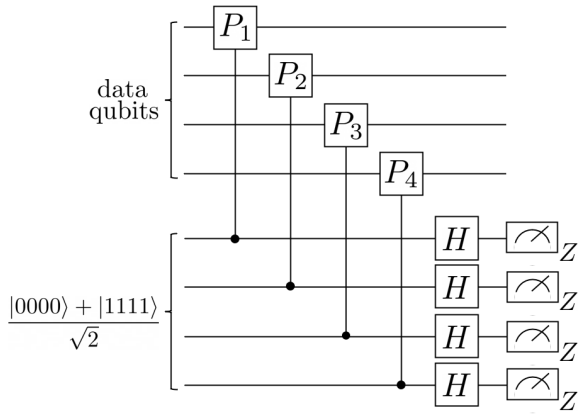 P₁
P₂
data
qubits
P₃
P₄
H
Z
H
Z
|0000⟩ + |1111⟩
√2
H
Z
H
Z